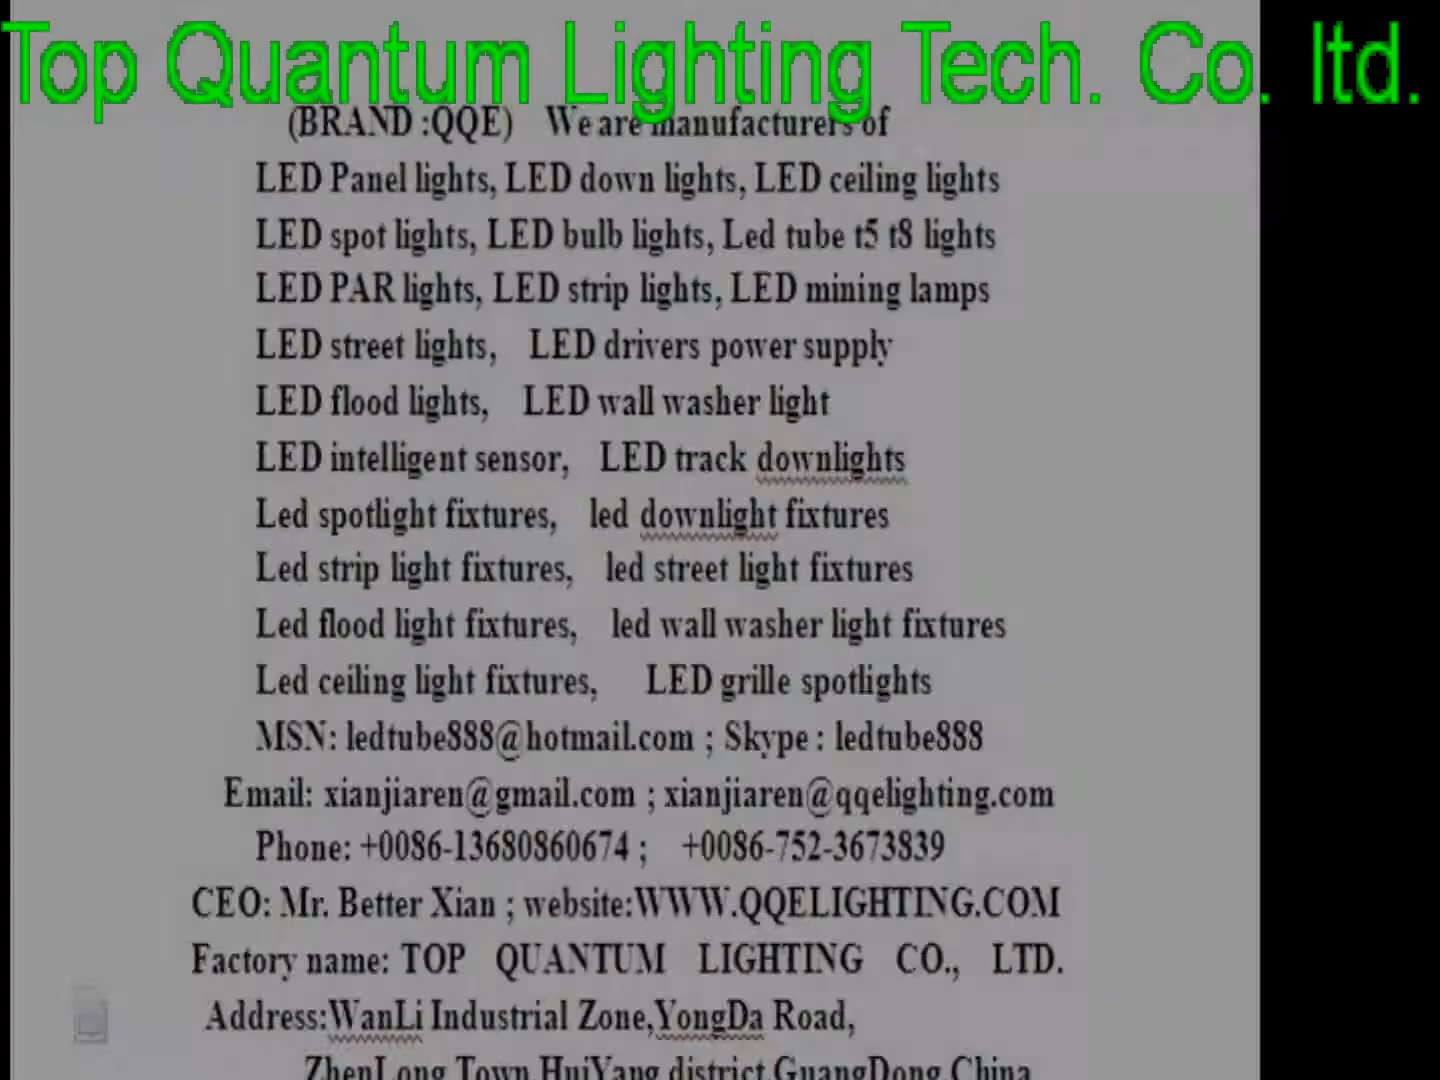 Top Quantum Lighting Tech. Co. ltd.
(BRAND :QQE) We are manufacturers of
LED Panel lights, LED down lights, LED ceiling lights
LED spot lights, LED bulb lights, Led tube t5 t8 lights
LED PAR lights, LED strip lights, LED mining lamps
LED street lights, LED drivers power supply
LED flood lights, LED wall washer light
LED intelligent sensor, LED track downlights
Led spotlight fixtures, led downlight fixtures
Led strip light fixtures, led street light fixtures
Led flood light fixtures, led wall washer light fixtures
Led ceiling light fixtures, LED grille spotlights
MSN: ledtube888@hotmail.com ; Skype : ledtube888
Email: xianjiaren@gmail.com ; xianjiaren@qqelighting.com
Phone: +0086-13680860674 ; +0086-752-3673839
CEO: Mr. Better Xian ; website:WWW.QQELIGHTING.COM
Factory name: TOP QUANTUM LIGHTING CO., LTD.
Address:WanLi Industrial Zone,YongDa Road,
ZhenLong Town,HuiYang district,GuangDong,China